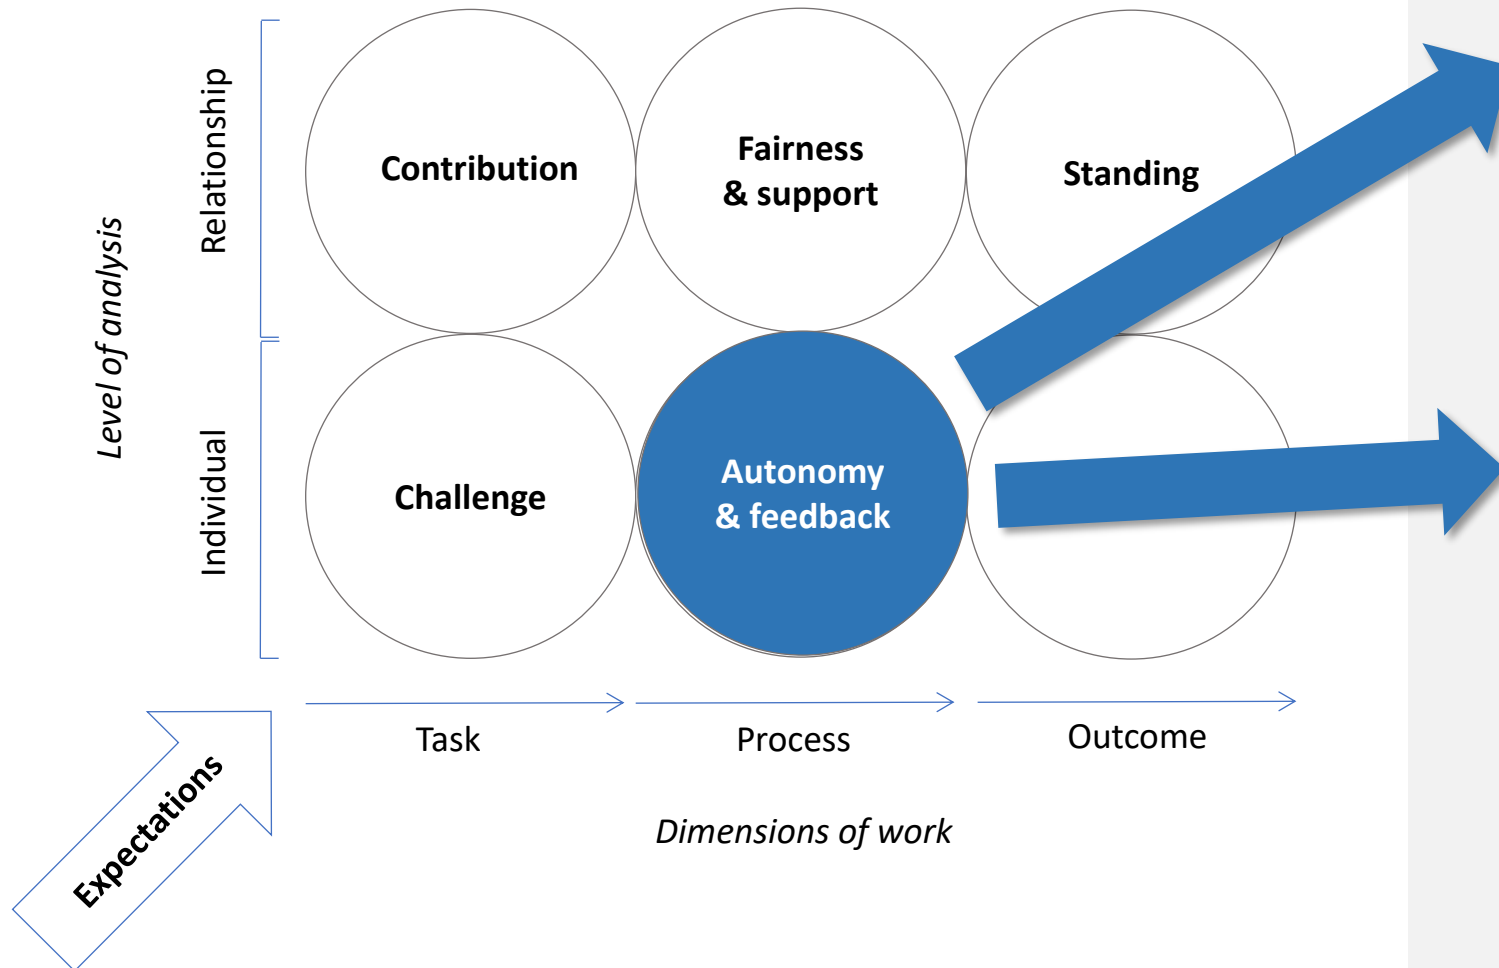 Level of analysis
Relationship
Individual
Contribution
Fairness
& support
Standing
Challenge
Autonomy
& feedback
Task
Process
Outcome
Dimensions of work
Expectations